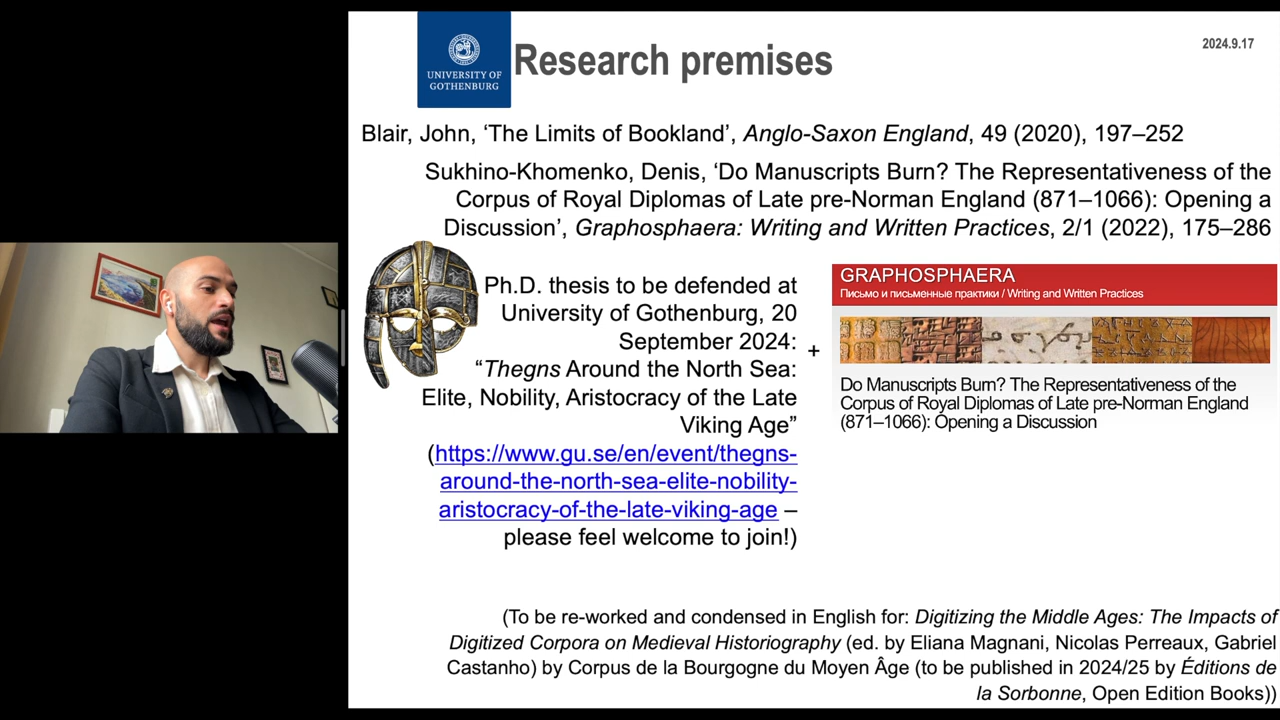 UNIVERSITY OF
GOTHENBURG
Research premises
2024.9.17
Blair, John, ‘The Limits of Bookland’, Anglo-Saxon England, 49 (2020), 197–252
Sukhino-Khomenko, Denis, ‘Do Manuscripts Burn? The Representativeness of the
Corpus of Royal Diplomas of Late pre-Norman England (871–1066): Opening a
Discussion’, Graphosphaera: Writing and Written Practices, 2/1 (2022), 175–286
Ph.D. thesis to be defended at
University of Gothenburg, 20
September 2024:
“Thegns Around the North Sea:
Elite, Nobility, Aristocracy of the Late
Viking Age”
(https://www.gu.se/en/event/thegns-
around-the-north-sea-elite-nobility-
aristocracy-of-the-late-viking-age –
please feel welcome to join!)
+
GRAPHOSPHAERA
Письмо и письменные практики / Writing and Written Practices
Do Manuscripts Burn? The Representativeness of the
Corpus of Royal Diplomas of Late pre-Norman England
(871–1066): Opening a Discussion
(To be re-worked and condensed in English for: Digitizing the Middle Ages: The Impacts of
Digitized Corpora on Medieval Historiography (ed. by Eliana Magnani, Nicolas Perreaux, Gabriel
Castanho) by Corpus de la Bourgogne du Moyen Âge (to be published in 2024/25 by Éditions de
la Sorbonne, Open Edition Books))